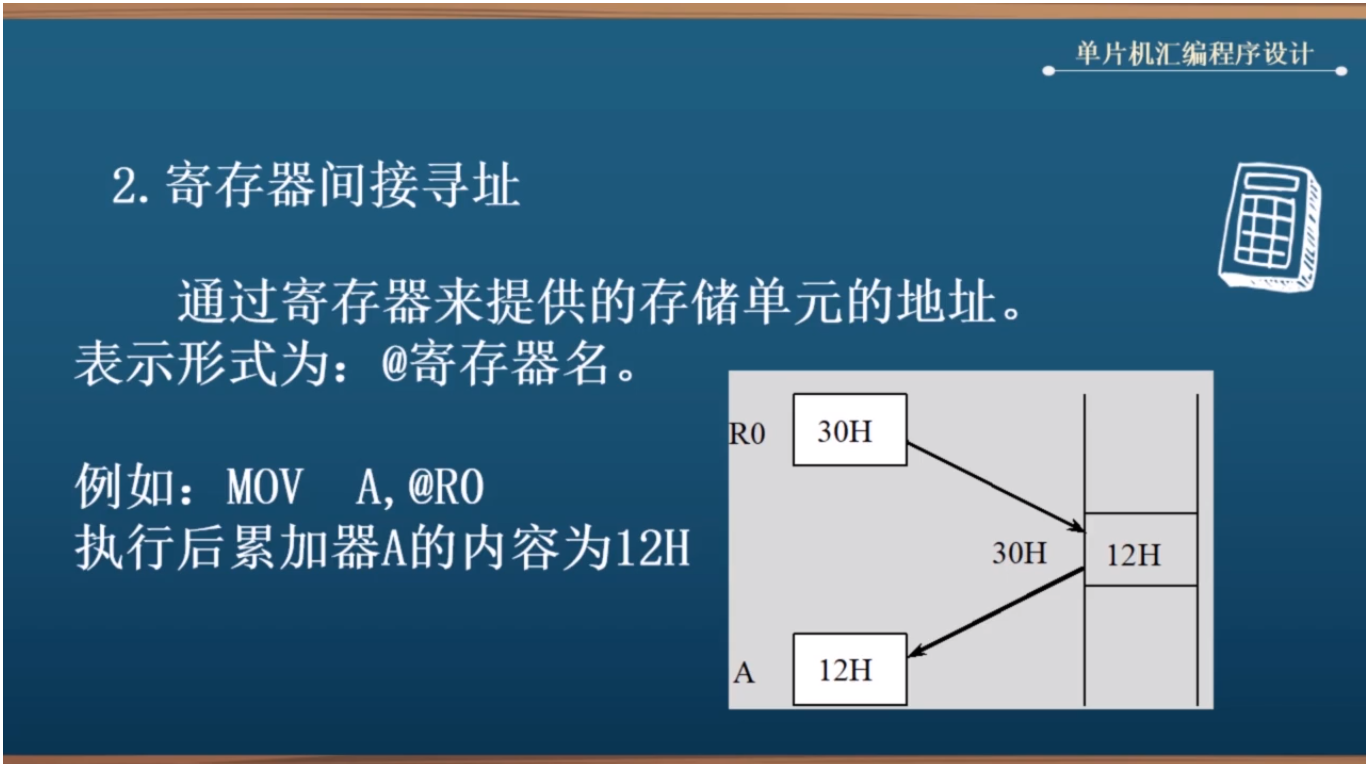 单片机汇编程序设计
2.寄存器间接寻址
通过寄存器来提供的存储单元的地址。
表示形式为：@寄存器名。
例如：MOV  A,@R0
执行后累加器A的内容为12H
R0
30H
30H
12H
A
12H